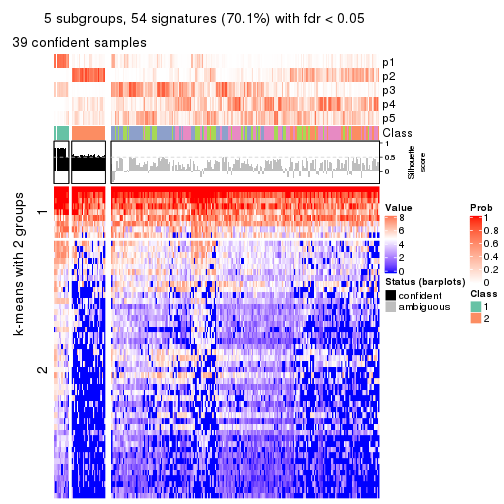 5 subgroups, 54 signatures (70.1%) with fdr < 0.05
39 confident samples
p1
p2
p3
p4
p5
Class
1
0.5
0
Silhouette
score
k-means with 2 groups
1
2
Value
8
6
4
2
0
Status (barplots)
confident
ambiguous
Prob
1
0.8
0.6
0.4
0.2
0
Class
1
2